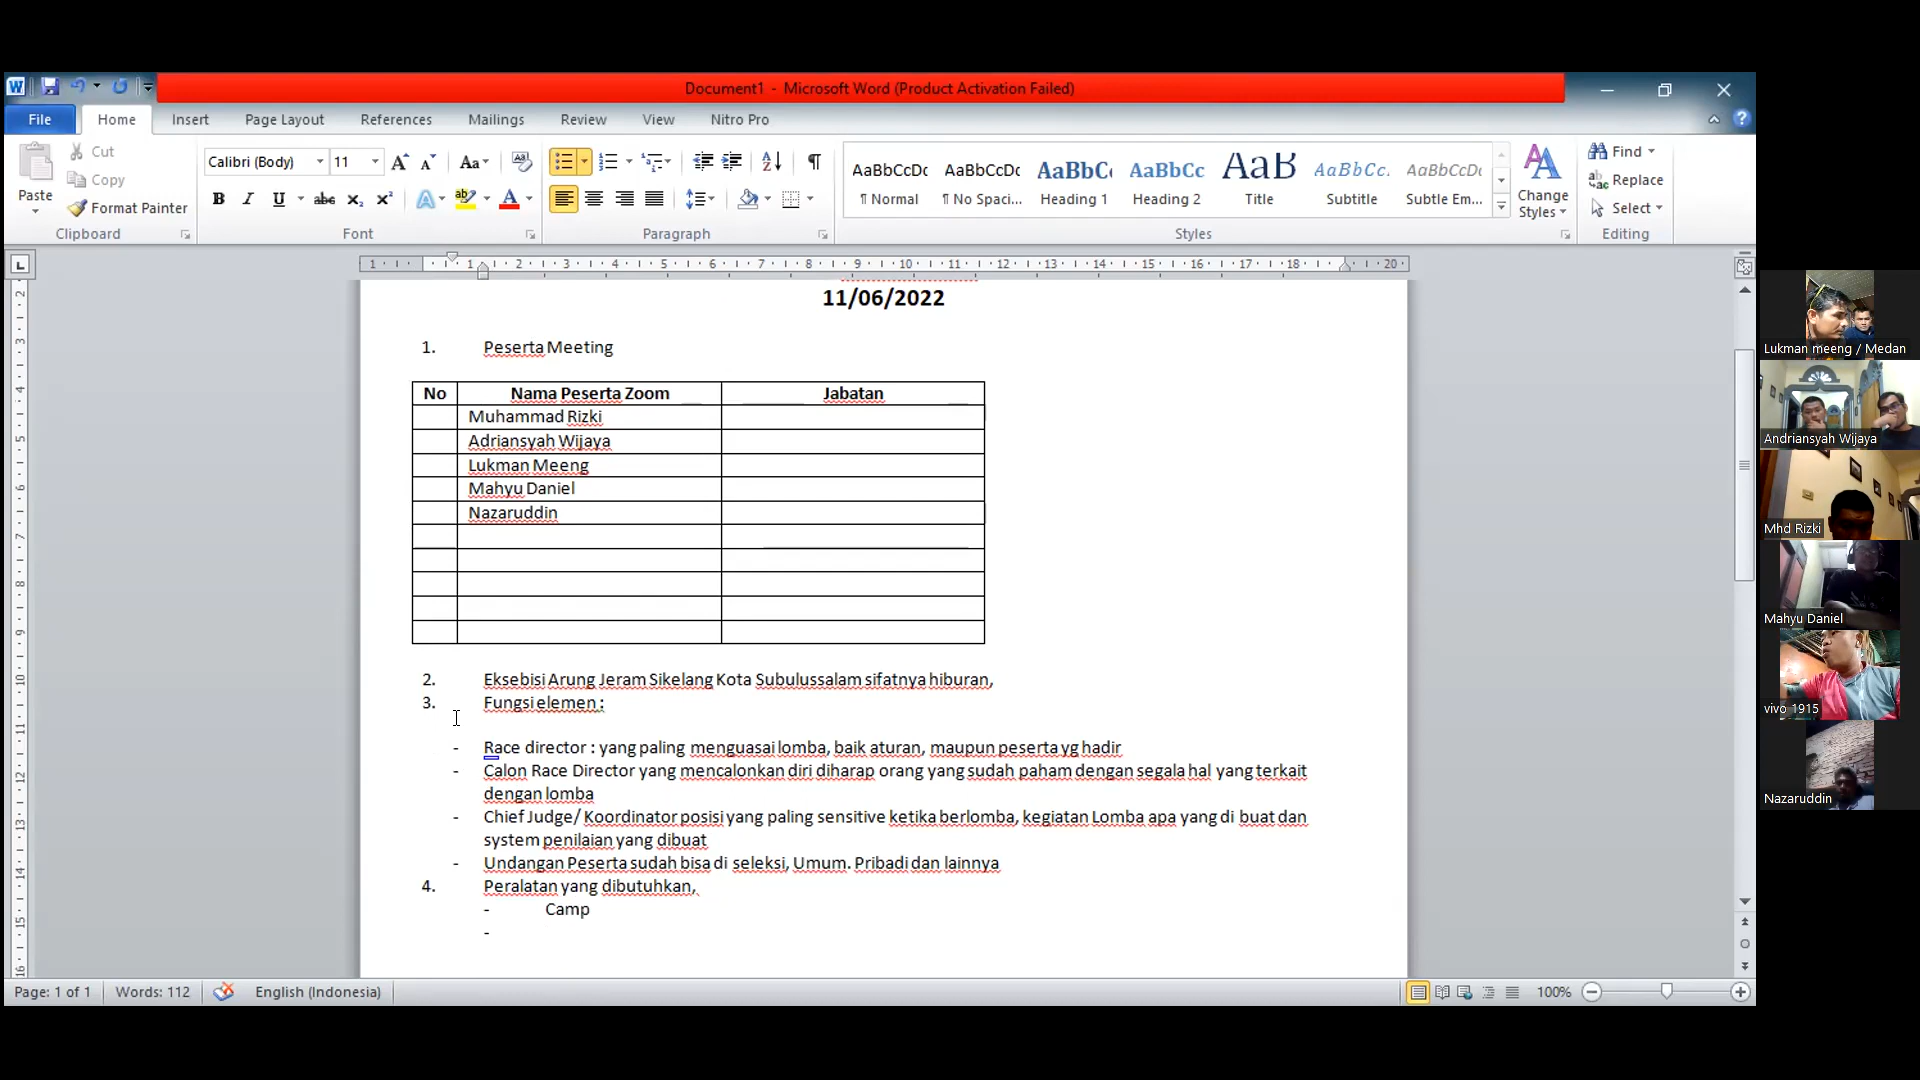 Document1 - Microsoft Word (Product Activation Failed)
File Home Insert Page Layout References Mailings Review View Nitro Pro
Paste
Cut
Copy
Format Painter
Clipboard
Calibri (Body) 11
Font
Paragraph
AaBbCcDc AaBbCcDc AaBbC AaBbCc AaB AaBbCc. AaBbCcDc
¶ Normal ¶ No Spaci... Heading 1 Heading 2 Title Subtitle Subtle Em...
Change Styles
Styles
Find
Replace
Select
Editing
11/06/2022
1. Peserta Meeting
No Nama Peserta Zoom Jabatan
Muhammad Rizki
Adriansyah Wijaya
Lukman Meeng
Mahyu Daniel
Nazaruddin
2. Eksebisi Arung Jeram Sikelang Kota Subulussalam sifatnya hiburan,
3. Fungsi elemen :
- Race director : yang paling menguasai lomba, baik aturan, maupun peserta yg hadir
- Calon Race Director yang mencalonkan diri diharap orang yang sudah paham dengan segala hal yang terkait
dengan lomba
- Chief Judge/ Koordinator posisi yang paling sensitive ketika berlomba, kegiatan Lomba apa yang di buat dan
system penilaian yang dibuat
- Undangan Peserta sudah bisa di seleksi, Umum. Pribadi dan lainnya
4. Peralatan yang dibutuhkan,
- Camp
-
Page: 1 of 1 Words: 112 English (Indonesia) 100%
Lukman meeng / Medan
Andriansyah Wijaya
Mhd Rizki
Mahyu Daniel
vivo 1915
Nazaruddin